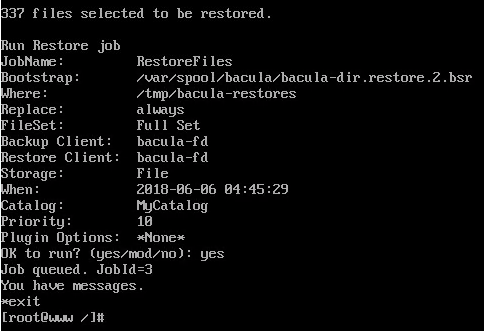 337 files selected to be restored.
Run Restore job
JobName: RestoreFiles
Bootstrap: /var/spool/bacula/bacula-dir.restore.2.bsr
Where: /tmp/bacula-restores
Replace: always
FileSet: Full Set
Backup Client: bacula-fd
Restore Client: bacula-fd
Storage: File
When: 2018-06-06 04:45:29
Catalog: MyCatalog
Priority: 10
Plugin Options: *None*
OK to run? (yes/mod/no): yes
Job queued. JobId=3
You have messages.
*exit
[root@www /]#